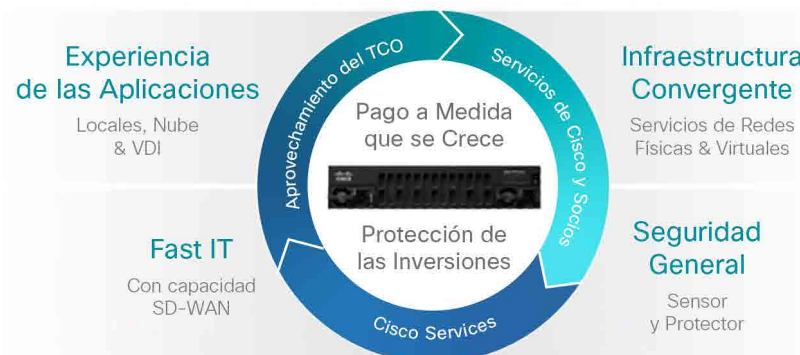 Experiencia
de las Aplicaciones
Locales, Nube
& VDI
Aprovechamiento del TCO
Servicios de Cisco y Socios
Infraestructura
Convergente
Servicios de Redes
Físicas & Virtuales
Pago a Medida
que se Crece
Protección de
las Inversiones
Fast IT
Con capacidad
SD-WAN
Cisco Services
Seguridad
General
Sensor
y Protector